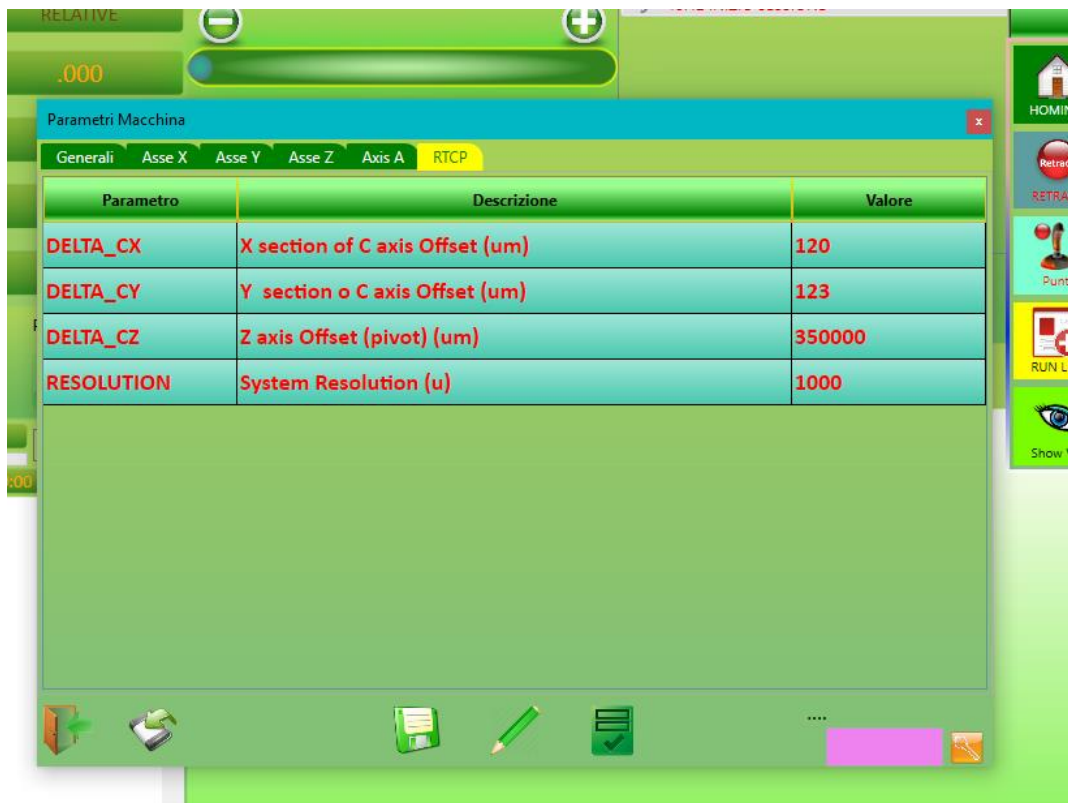 RELATIVE
.000
HOMIN
Parametri Macchina
x
Generali Asse X Asse Y Asse Z Axis A RTCP
Retrac
RETRA
Parametro Descrizione Valore
DELTA_CX X section of C axis Offset (um) 120
DELTA_CY Y section o C axis Offset (um) 123
Punt
DELTA_CZ Z axis Offset (pivot) (um) 350000
RESOLUTION System Resolution (u) 1000
RUN L
Show
:00
....